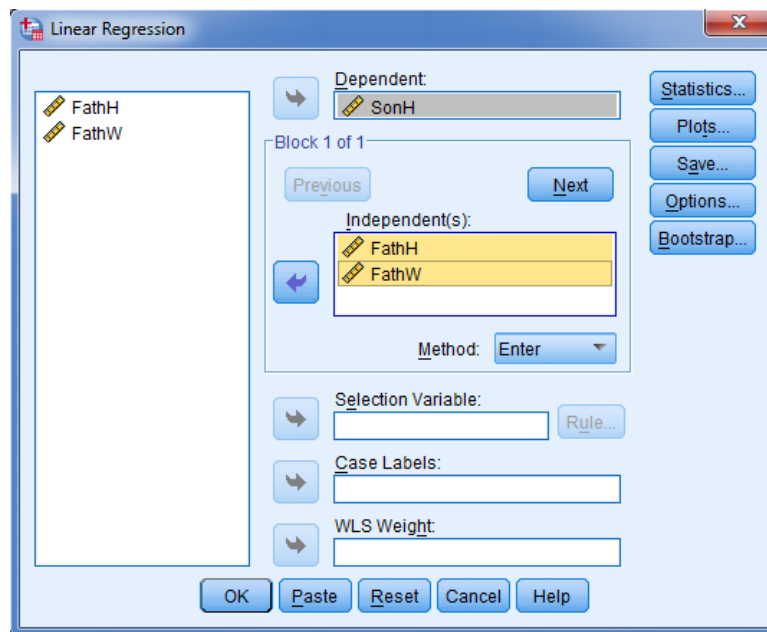 Linear Regression
FathH
FathW
Dependent:
SonH
Block 1 of 1
Previous
Next
Independent(s):
FathH
FathW
Method:
Enter
Selection Variable:
Rule...
Case Labels:
WLS Weight:
Statistics...
Plots...
Save...
Options...
Bootstrap...
OK
Paste
Reset
Cancel
Help